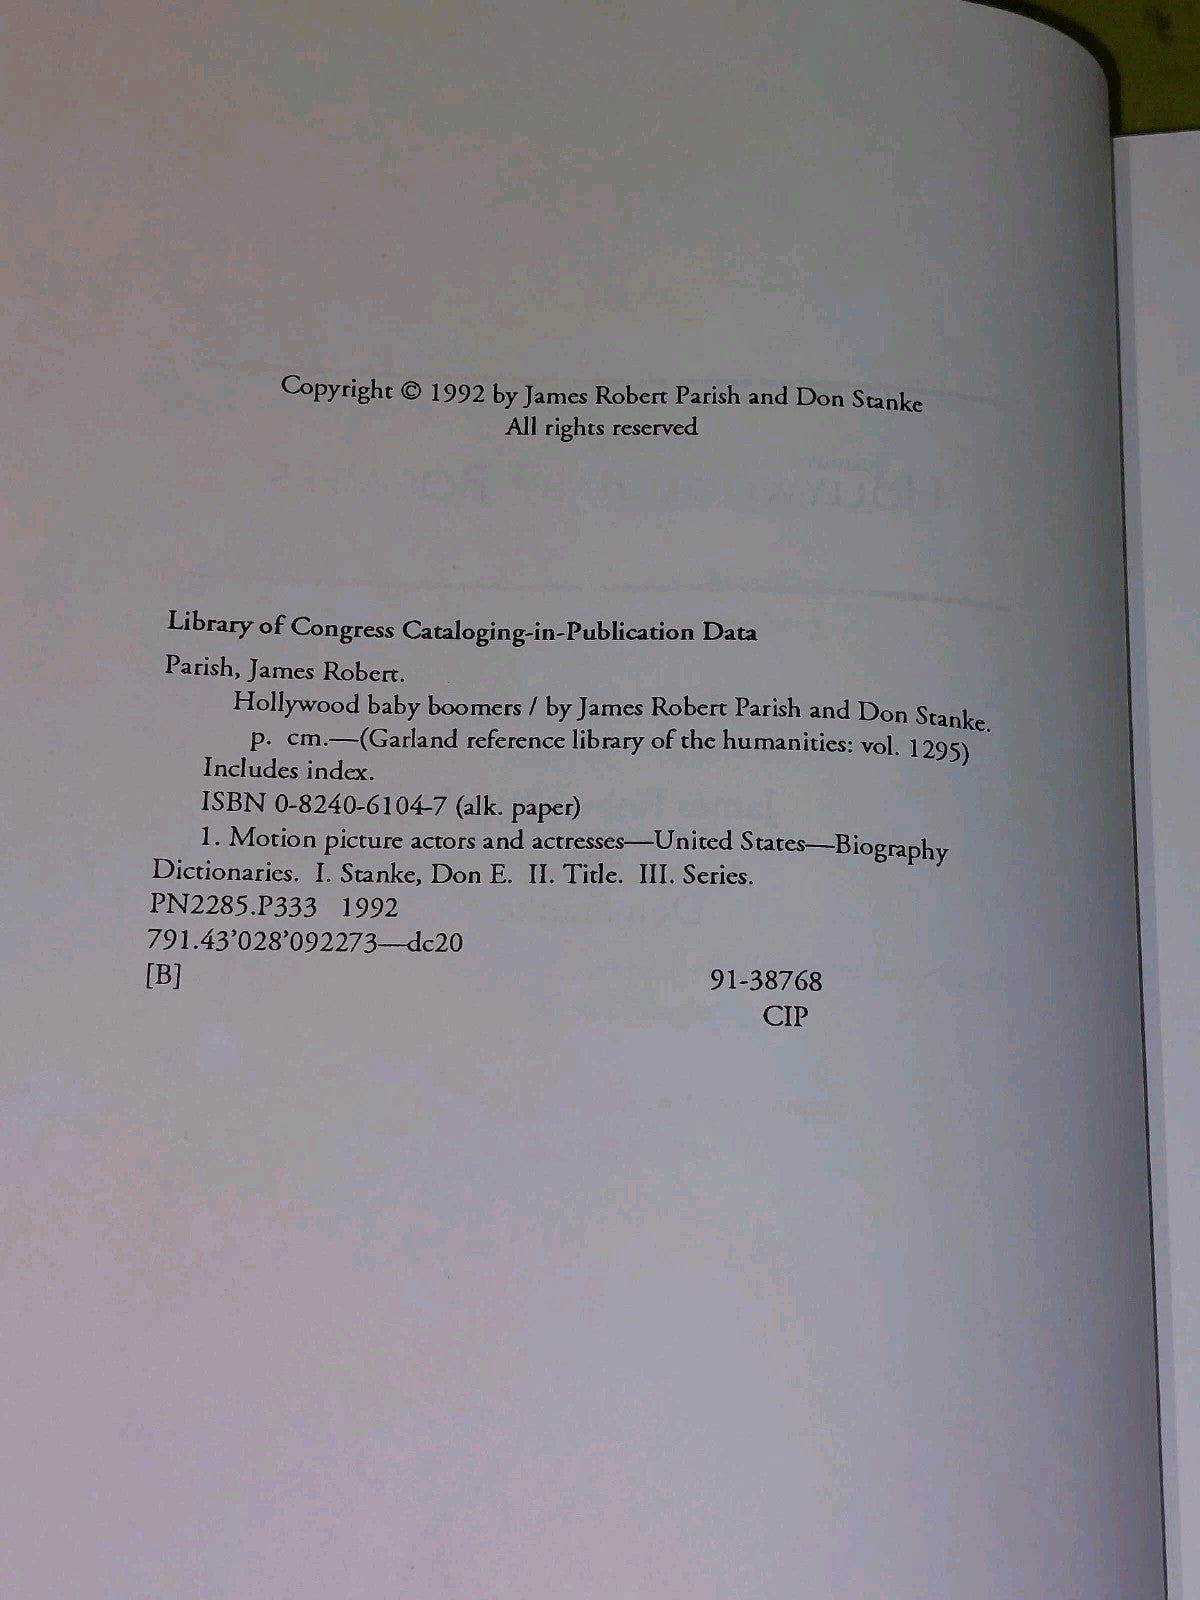 Copyright © 1992 by James Robert Parish and Don Stanke
All rights reserved
Library of Congress Cataloging-in-Publication Data
Parish, James Robert.
Hollywood baby boomers / by James Robert Parish and Don Stanke.
p. cm.—(Garland reference library of the humanities: vol. 1295)
Includes index.
ISBN 0-8240-6104-7 (alk. paper)
1. Motion picture actors and actresses—United States—Biography
Dictionaries. I. Stanke, Don E. II. Title. III. Series.
PN2285.P333 1992
791.43’028’092273—dc20
[B] 91-38768
CIP